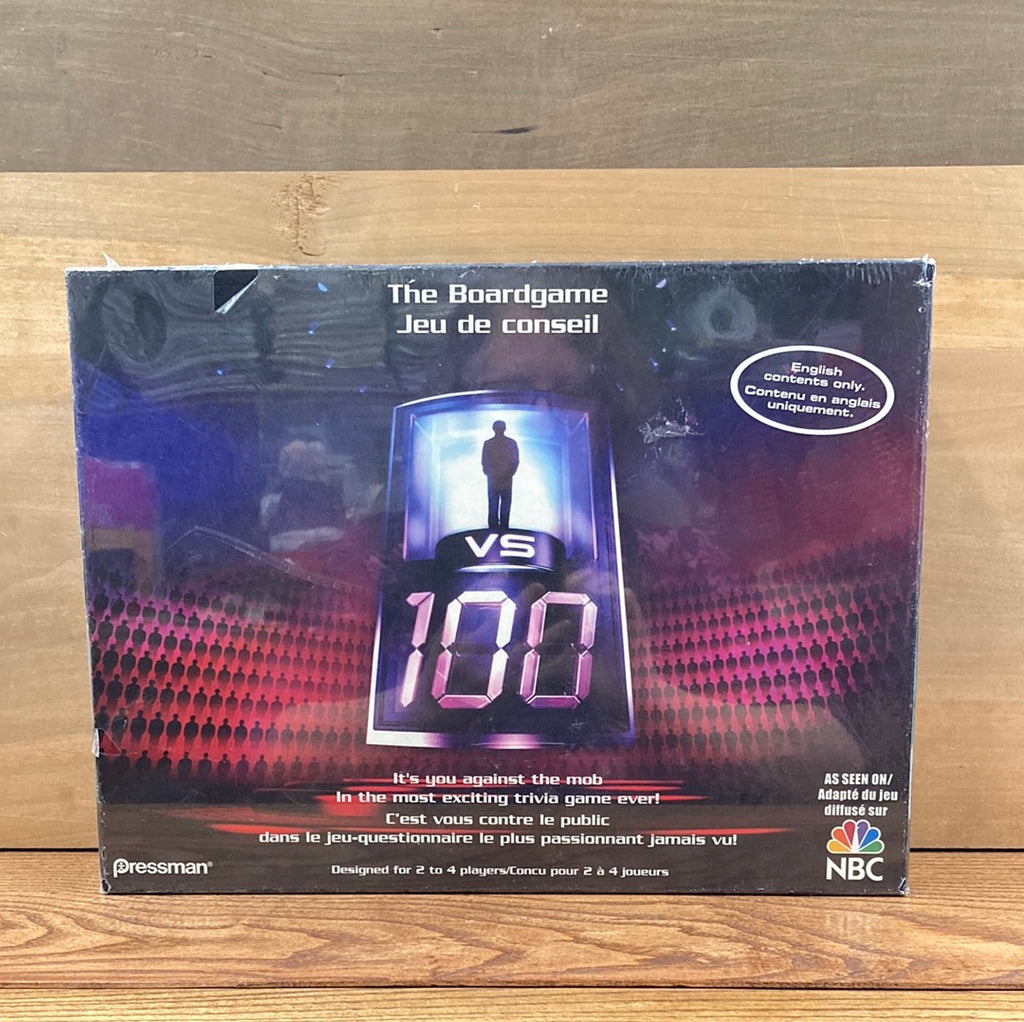 The Boardgame
Jeu de conseil
English
contents only.
Contenu en anglais
uniquement.
VS
100
It's you against the mob
In the most exciting trivia game ever!
C'est vous contre le public
dans le jeu-questionnaire le plus passionnant jamais vu!
AS SEEN ON/
Adapté du jeu
diffusé sur
NBC
Pressman®
Designed for 2 to 4 players/Concu pour 2 à 4 joueurs